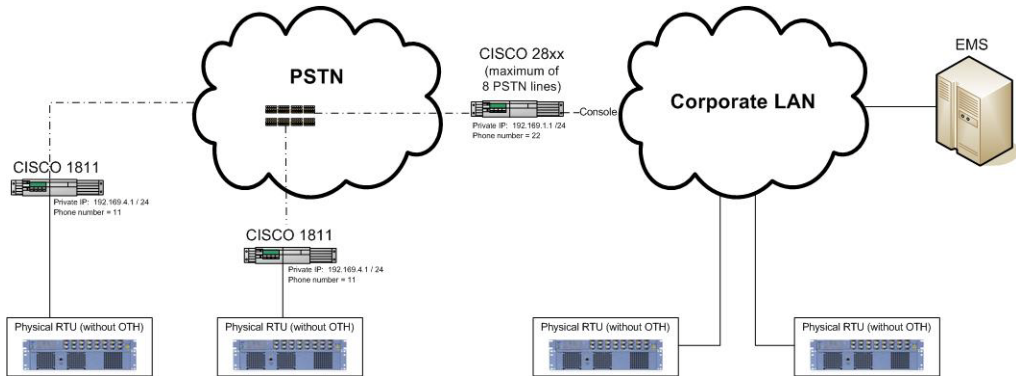 PSTN
CISCO 28xx
(maximum of
8 PSTN lines)
Private IP: 192.169.1.1 /24
Phone number = 22
Console
Corporate LAN
EMS
CISCO 1811
Private IP: 192.169.4.1 / 24
Phone number = 11
CISCO 1811
Private IP: 192.169.4.1 / 24
Phone number = 11
Physical RTU (without OTH)
Physical RTU (without OTH)
Physical RTU (without OTH)
Physical RTU (without OTH)